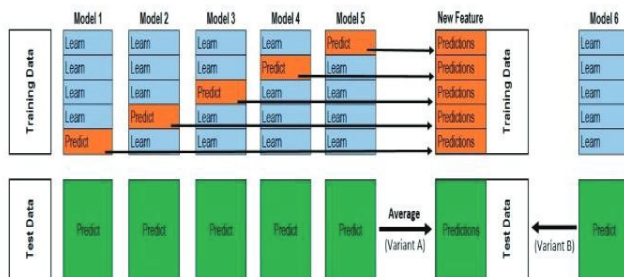 Model 1 Model 2 Model 3 Model 4 Model 5 New Feature Model 6
Learn Learn Learn Learn Predict Predictions Learn
Learn Learn Learn Predict Learn Predictions Learn
Learn Learn Predict Learn Learn Predictions Learn
Learn Predict Learn Learn Learn Predictions Learn
Predict Learn Learn Learn Learn Predictions Learn
Training Data
Training Data
Predict Predict Predict Predict Predict Predictions Predict
Average
(Variant A)
(Variant B)
Test Data
Test Data